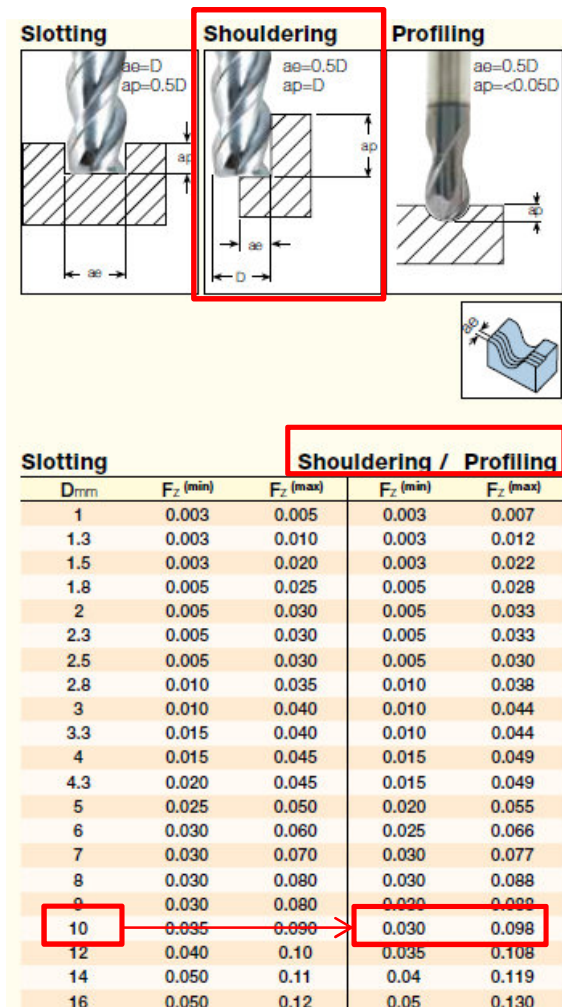 Slotting Shouldering Profiling
ae=D ae=0.5D ae=0.5D
ap=0.5D ap=D ap=<0.05D
ap ap ap
ae ae D
ae
Slotting Shouldering / Profiling
Dmm Fz (min) Fz (max) Fz (min) Fz (max)
1 0.003 0.005 0.003 0.007
1.3 0.003 0.010 0.003 0.012
1.5 0.003 0.020 0.003 0.022
1.8 0.005 0.025 0.005 0.028
2 0.005 0.030 0.005 0.033
2.3 0.005 0.030 0.005 0.033
2.5 0.005 0.030 0.005 0.030
2.8 0.010 0.035 0.010 0.038
3 0.010 0.040 0.010 0.044
3.3 0.015 0.040 0.010 0.044
4 0.015 0.045 0.015 0.049
4.3 0.020 0.045 0.015 0.049
5 0.025 0.050 0.020 0.055
6 0.030 0.060 0.025 0.066
7 0.030 0.070 0.030 0.077
8 0.030 0.080 0.030 0.088
9 0.030 0.080 0.030 0.088
10 0.035 0.090 0.030 0.098
12 0.040 0.10 0.035 0.108
14 0.050 0.11 0.04 0.119
16 0.050 0.12 0.05 0.130